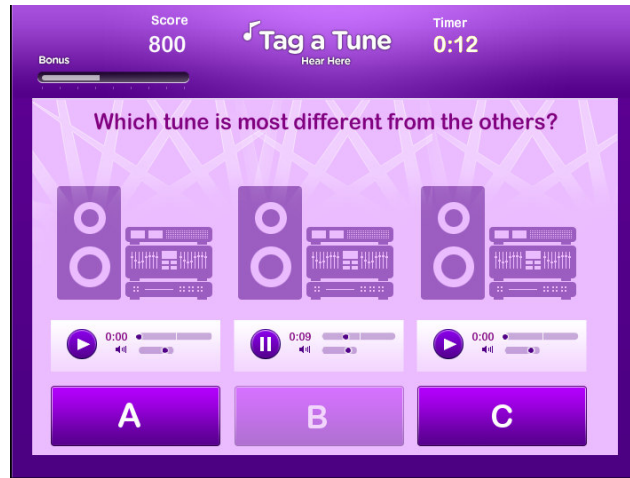 Score
800
Bonus
Tag a Tune
Hear Here
Timer
0:12
Which tune is most different from the others?
0:00
0:09
0:00
A
B
C